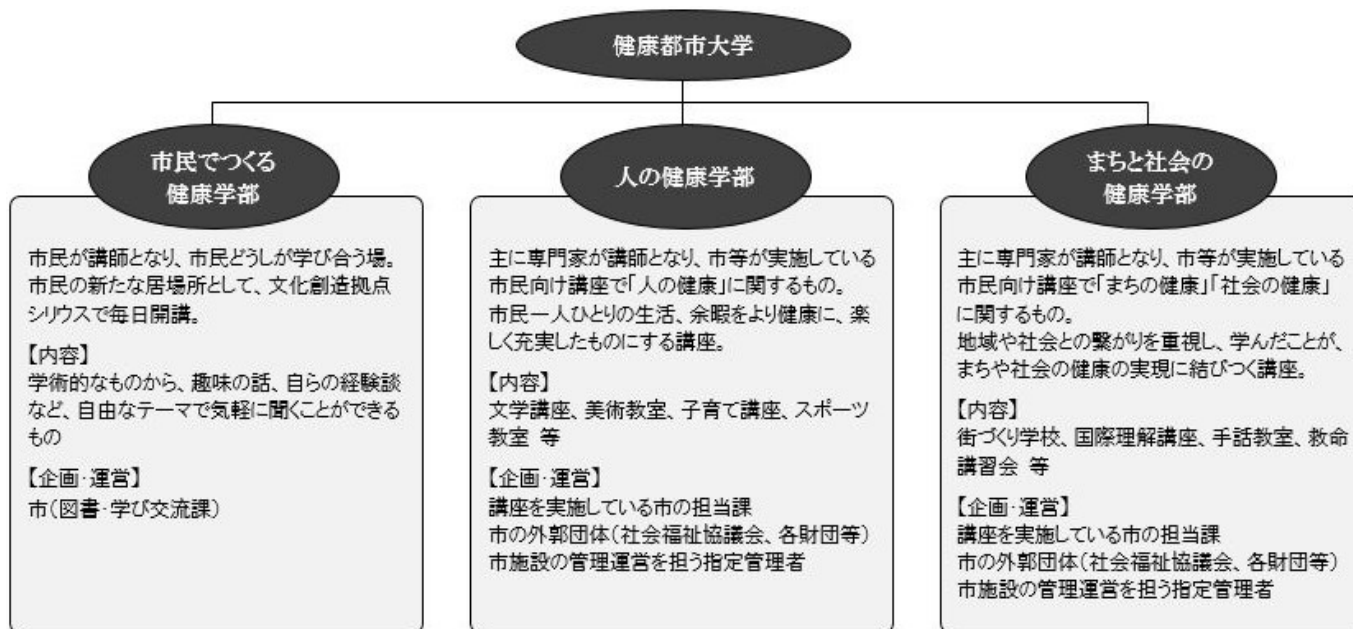 健康都市大学
市民でつくる
健康学部
市民が講師となり、市民どうしが学び合う場。
市民の新たな居場所として、文化創造拠点
シリウスで毎日開講。
【内容】
学術的なものから、趣味の話、自らの経験談
など、自由なテーマで気軽に聞くことができる
もの
【企画・運営】
市(図書・学び交流課)
人の健康学部
主に専門家が講師となり、市等が実施している
市民向け講座で「人の健康」に関するもの。
市民一人ひとりの生活、余暇をより健康に、楽
しく充実したものにする講座。
【内容】
文学講座、美術教室、子育て講座、スポーツ
教室 等
【企画・運営】
講座を実施している市の担当課
市の外郭団体(社会福祉協議会、各財団等)
市施設の管理運営を担う指定管理者
まちと社会の
健康学部
主に専門家が講師となり、市等が実施している
市民向け講座で「まちの健康」「社会の健康」
に関するもの。
地域や社会との繋がりを重視し、学んだことが、
まちや社会の健康の実現に結びつく講座。
【内容】
街づくり学校、国際理解講座、手話教室、救命
講習会 等
【企画・運営】
講座を実施している市の担当課
市の外郭団体(社会福祉協議会、各財団等)
市施設の管理運営を担う指定管理者